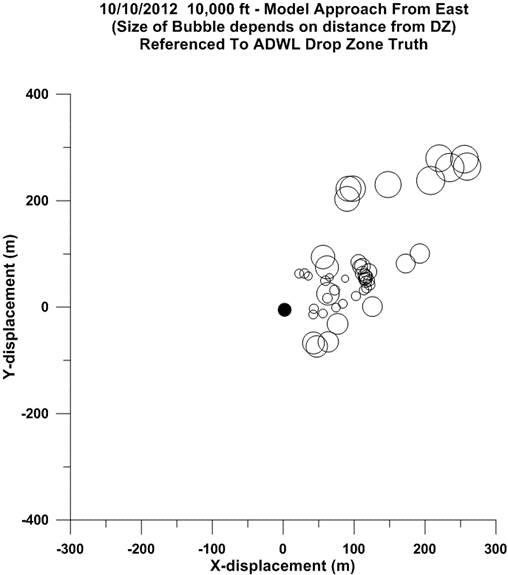 10/10/2012 10,000 ft - Model Approach From East
(Size of Bubble depends on distance from DZ)
Referenced To ADWL Drop Zone Truth
400
200
0
-200
-400
Y-displacement (m)
-300 -200 -100 0 100 200 300
X-displacement (m)